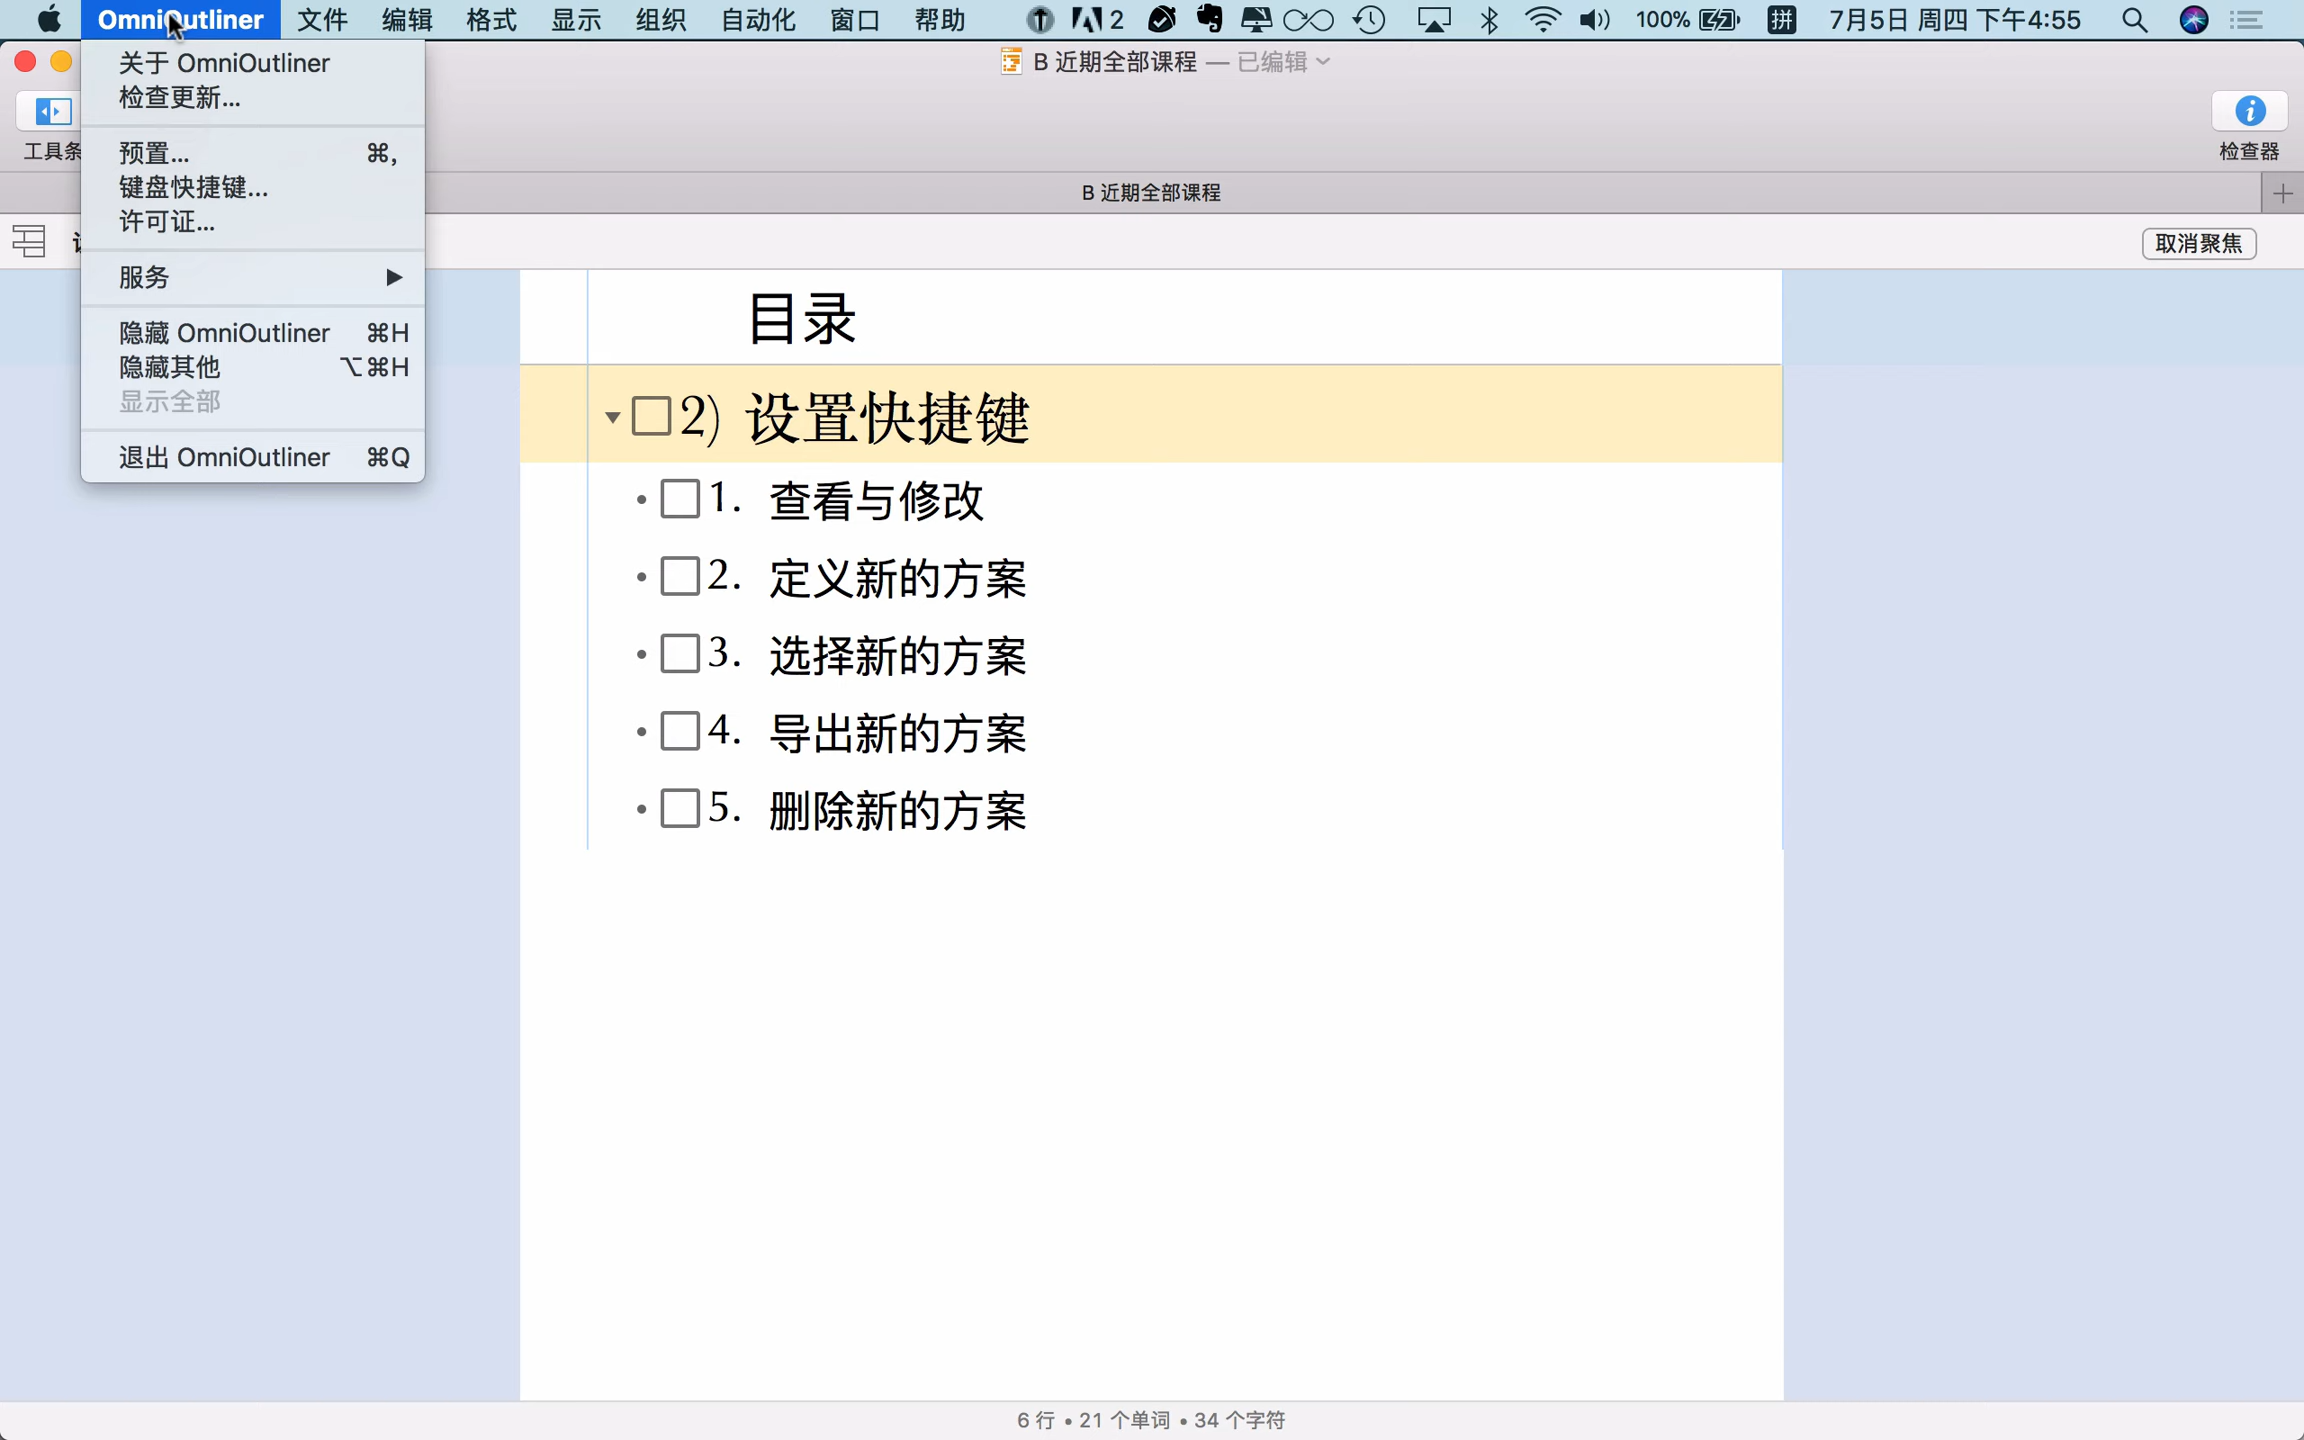 OmniOutliner 文件 编辑 格式 显示 组织 自动化 窗口 帮助 2 100% 拼 7月5日 周四 下午4:55
关于 OmniOutliner
检查更新...
预置... ⌘,
键盘快捷键...
许可证...
服务 ▶
隐藏 OmniOutliner ⌘H
隐藏其他 ⌥⌘H
显示全部
退出 OmniOutliner ⌘Q
B 近期全部课程 — 已编辑
工具条
检查器
B 近期全部课程
取消聚焦
目录
2) 设置快捷键
1. 查看与修改
2. 定义新的方案
3. 选择新的方案
4. 导出新的方案
5. 删除新的方案
6 行 • 21 个单词 • 34 个字符